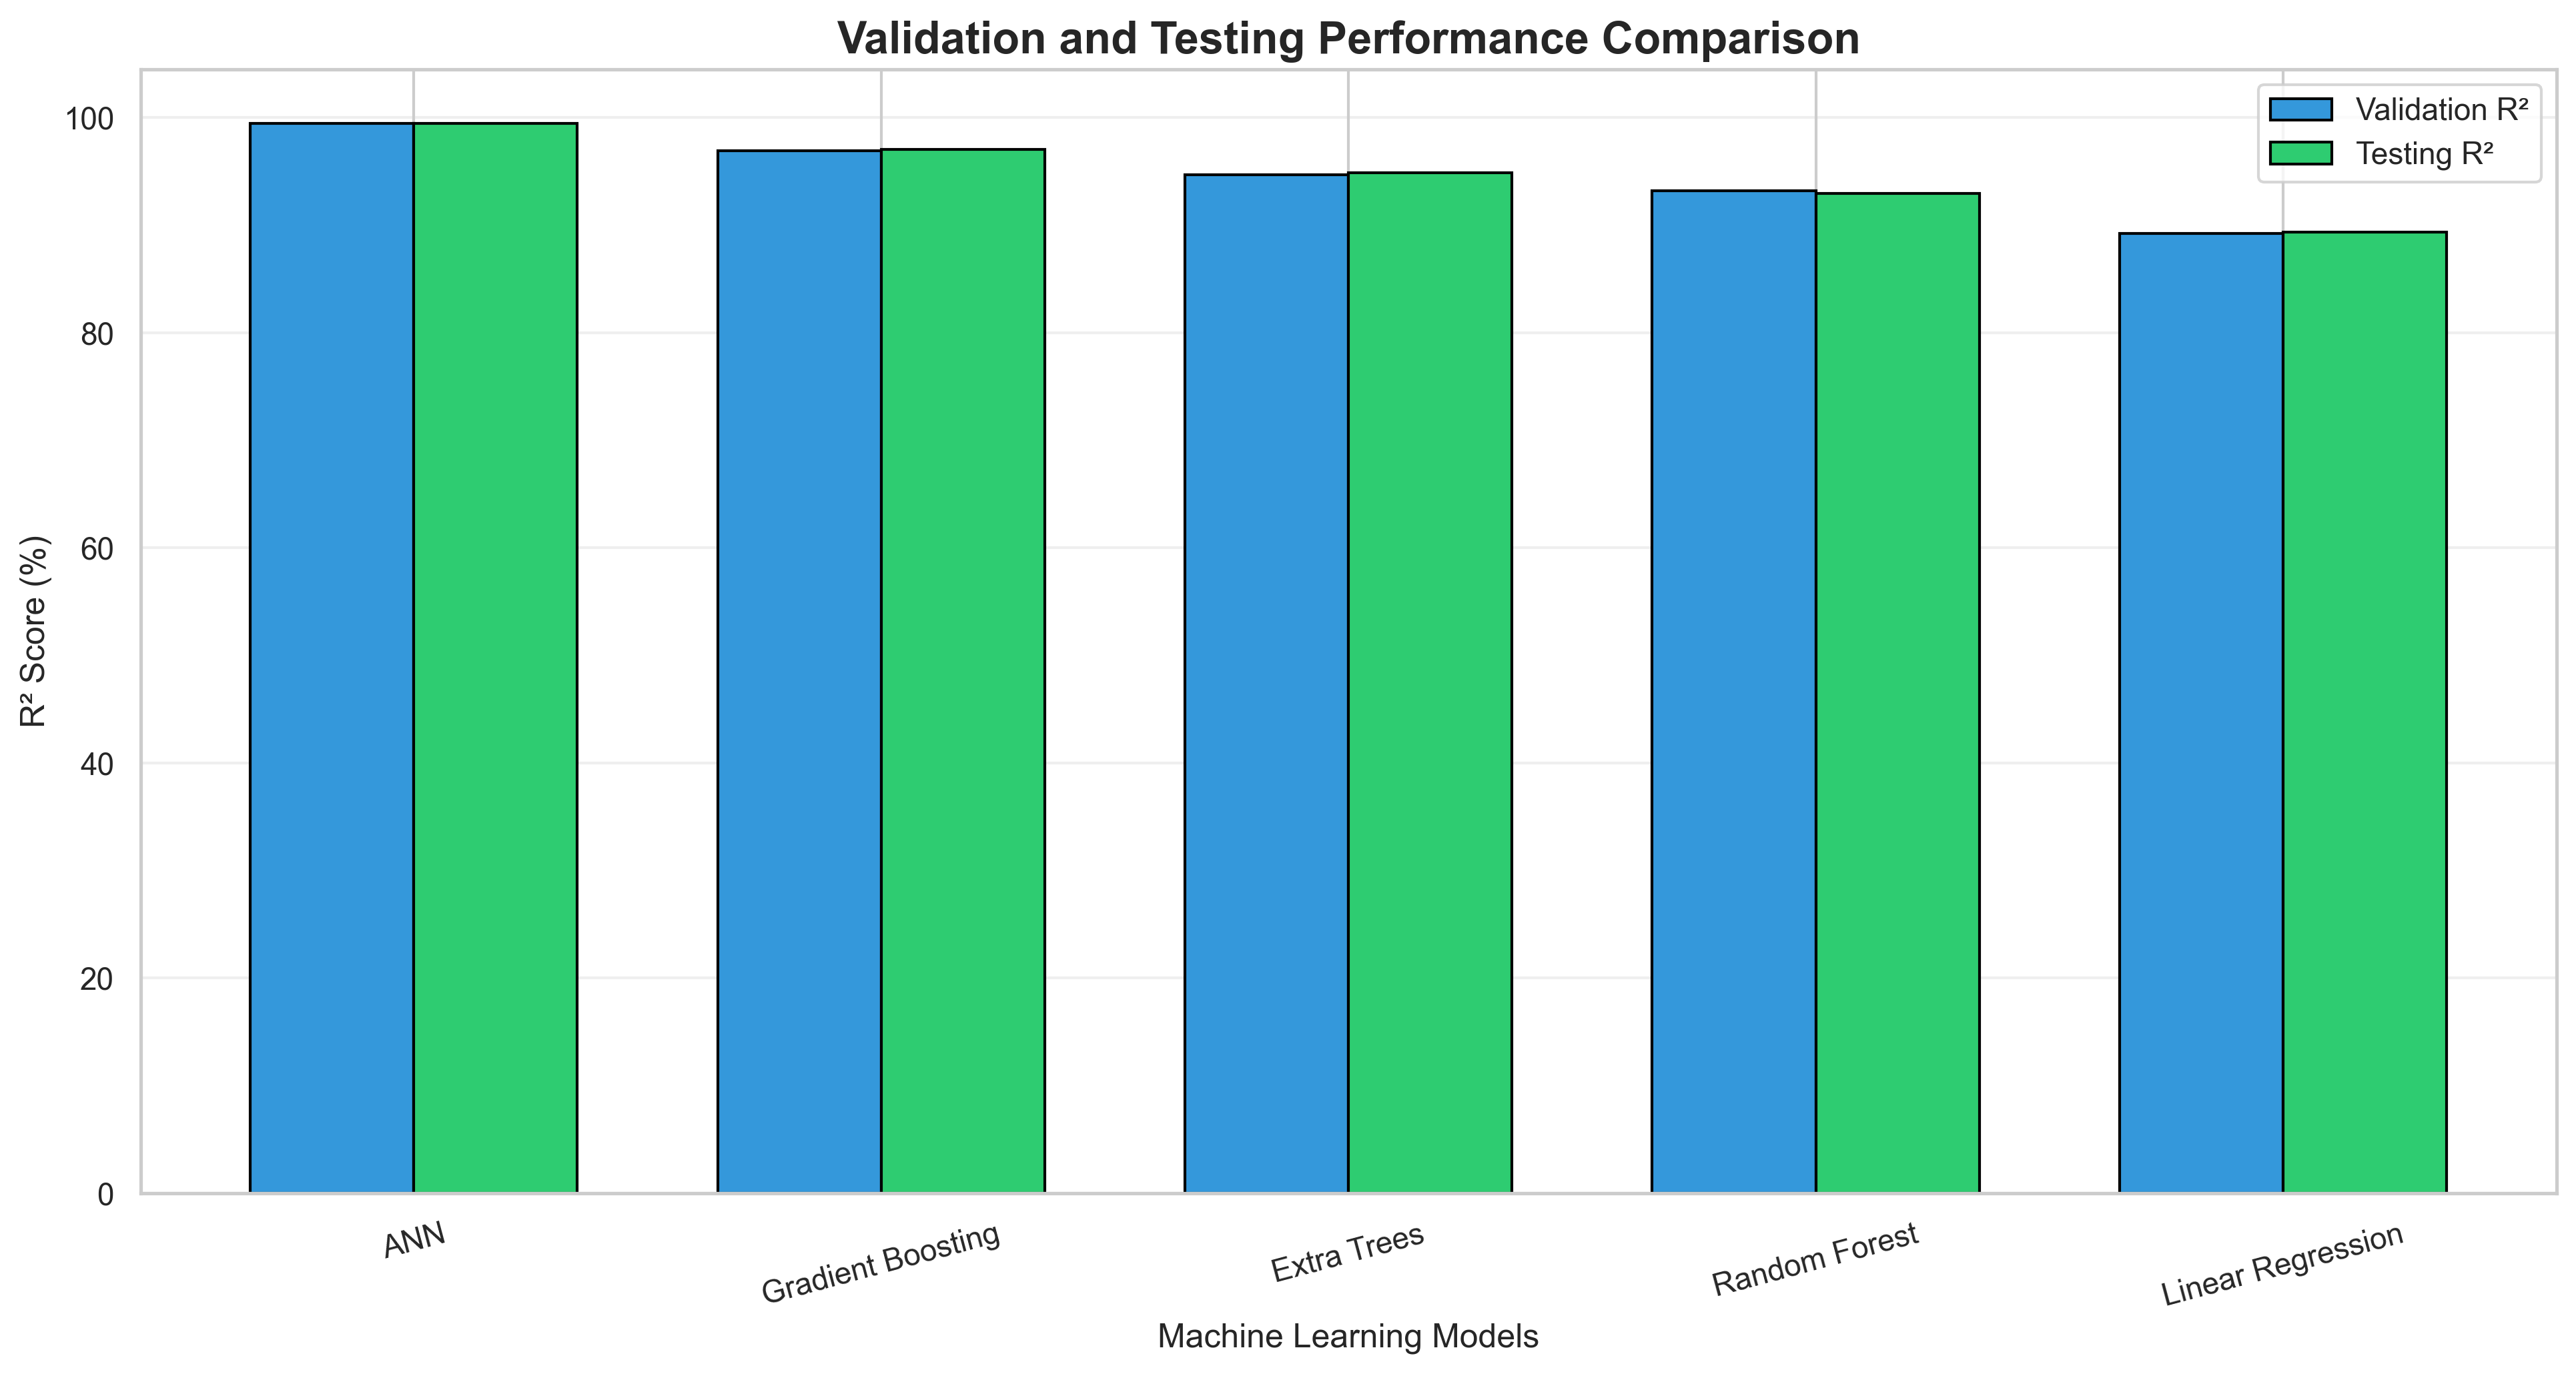 Validation and Testing Performance Comparison
Validation R²
Testing R²
R² Score (%)
100
80
60
40
20
0
ANN
Gradient Boosting
Extra Trees
Random Forest
Linear Regression
Machine Learning Models